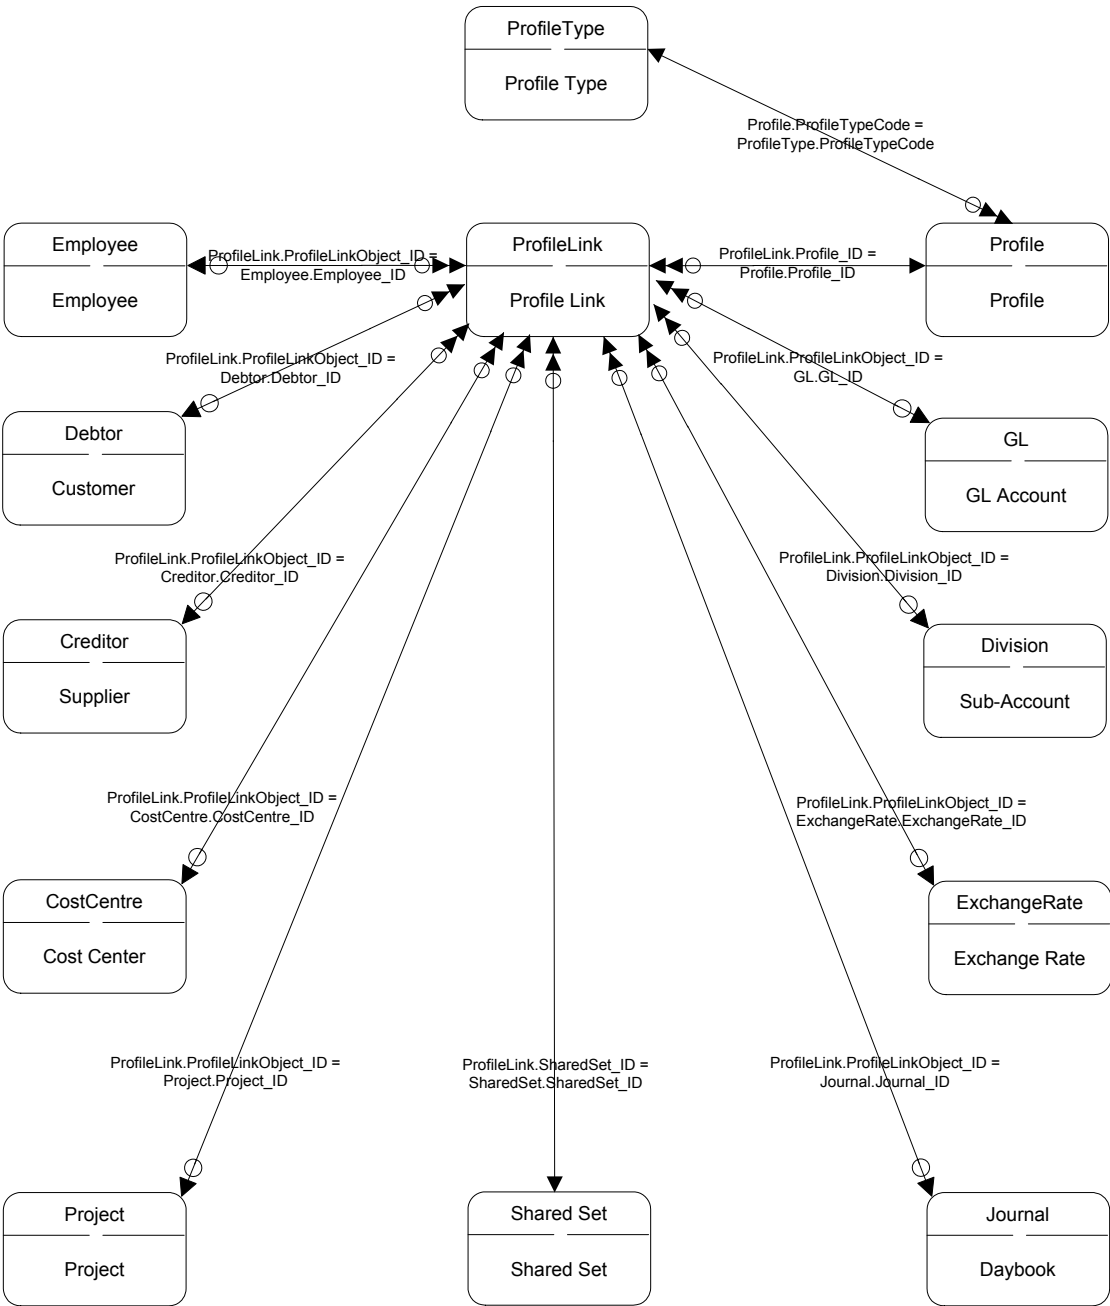 ProfileType
Profile Type
Profile.ProfileTypeCode =
ProfileType.ProfileTypeCode
Employee
Employee
ProfileLink.ProfileLinkObject_ID =
Employee.Employee_ID
ProfileLink
Profile Link
ProfileLink.Profile_ID =
Profile.Profile_ID
Profile
Profile
ProfileLink.ProfileLinkObject_ID =
Debtor.Debtor_ID
ProfileLink.ProfileLinkObject_ID =
GL.GL_ID
Debtor
Customer
GL
GL Account
ProfileLink.ProfileLinkObject_ID =
Creditor.Creditor_ID
ProfileLink.ProfileLinkObject_ID =
Division.Division_ID
Creditor
Supplier
Division
Sub-Account
ProfileLink.ProfileLinkObject_ID =
CostCentre.CostCentre_ID
ProfileLink.ProfileLinkObject_ID =
ExchangeRate.ExchangeRate_ID
CostCentre
Cost Center
ExchangeRate
Exchange Rate
ProfileLink.ProfileLinkObject_ID =
Project.Project_ID
ProfileLink.SharedSet_ID =
SharedSet.SharedSet_ID
ProfileLink.ProfileLinkObject_ID =
Journal.Journal_ID
Project
Project
Shared Set
Shared Set
Journal
Daybook